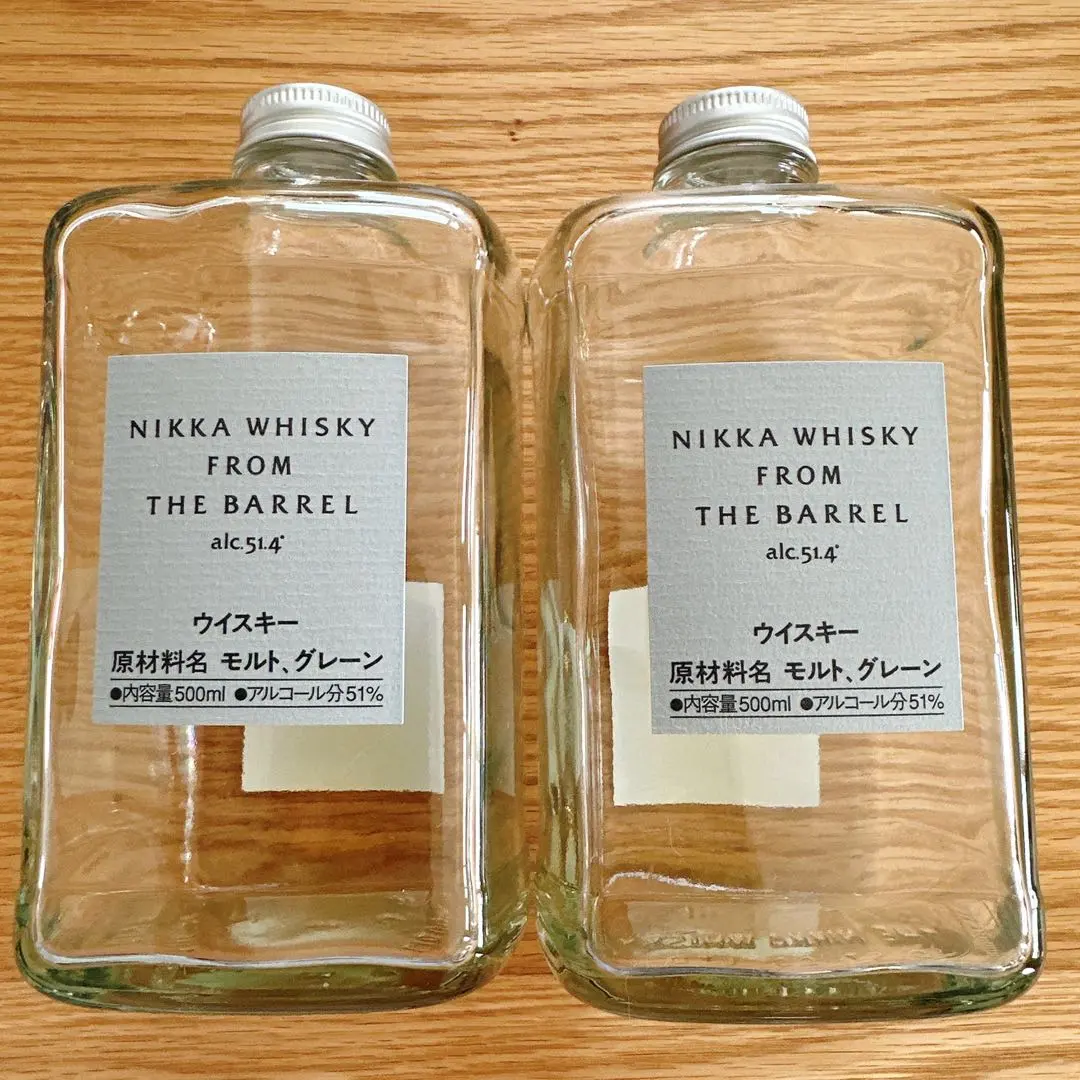 NIKKA WHISKY
FROM
THE BARREL
alc.51.4°
ウイスキー
原材料名 モルト、グレーン
●内容量500ml ●アルコール分51%
NIKKA WHISKY
FROM
THE BARREL
alc.51.4°
ウイスキー
原材料名 モルト、グレーン
●内容量500ml ●アルコール分51%